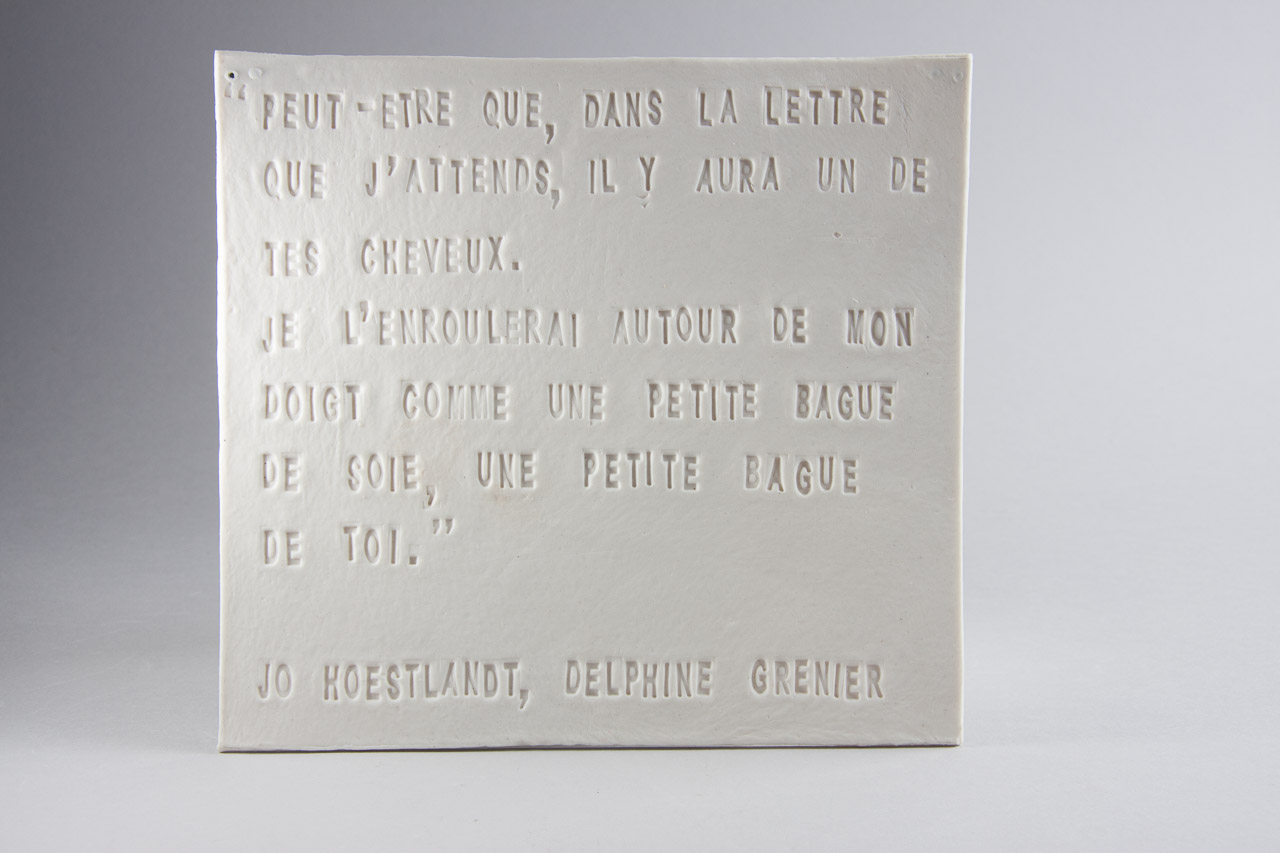 “PEUT-ETRE QUE, DANS LA LETTRE
QUE J’ATTENDS, IL Y AURA UN DE
TES CHEVEUX.
JE L’ENROULERAI AUTOUR DE MON
DOIGT COMME UNE PETITE BAGUE
DE SOIE, UNE PETITE BAGUE
DE TOI.”
JO HOESTLANDT, DELPHINE GRENIER